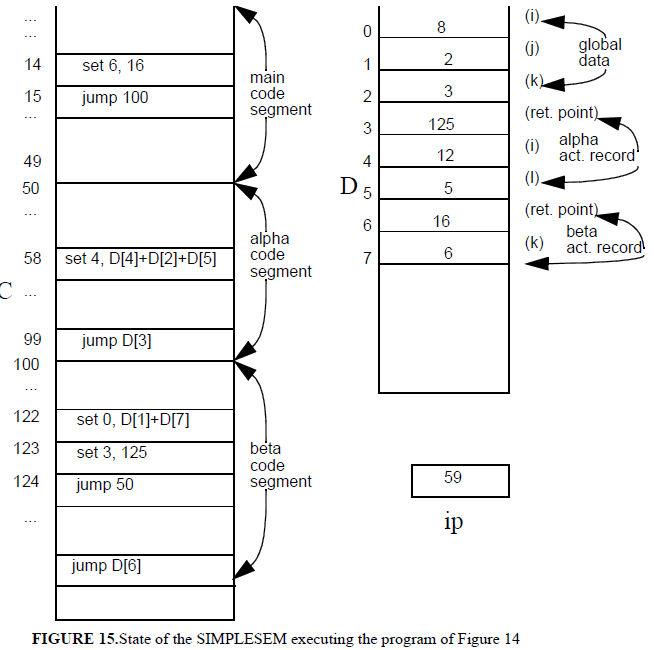 ...
...
14 set 6, 16
15 jump 100
...
49
50
...
58 set 4, D[4]+D[2]+D[5]
C ...
99 jump D[3]
100
...
122 set 0, D[1]+D[7]
123 set 3, 125
124 jump 50
...
jump D[6]
main
code
segment
alpha
code
segment
beta
code
segment
D
0 8 (i)
1 2 (j)
2 3 (k)
3 125 (ret. point)
4 12 (i)
5 5 (l)
6 16 (ret. point)
7 6 (k)
global
data
alpha
act. record
beta
act. record
59
ip
FIGURE 15.State of the SIMPLESEM executing the program of Figure 14